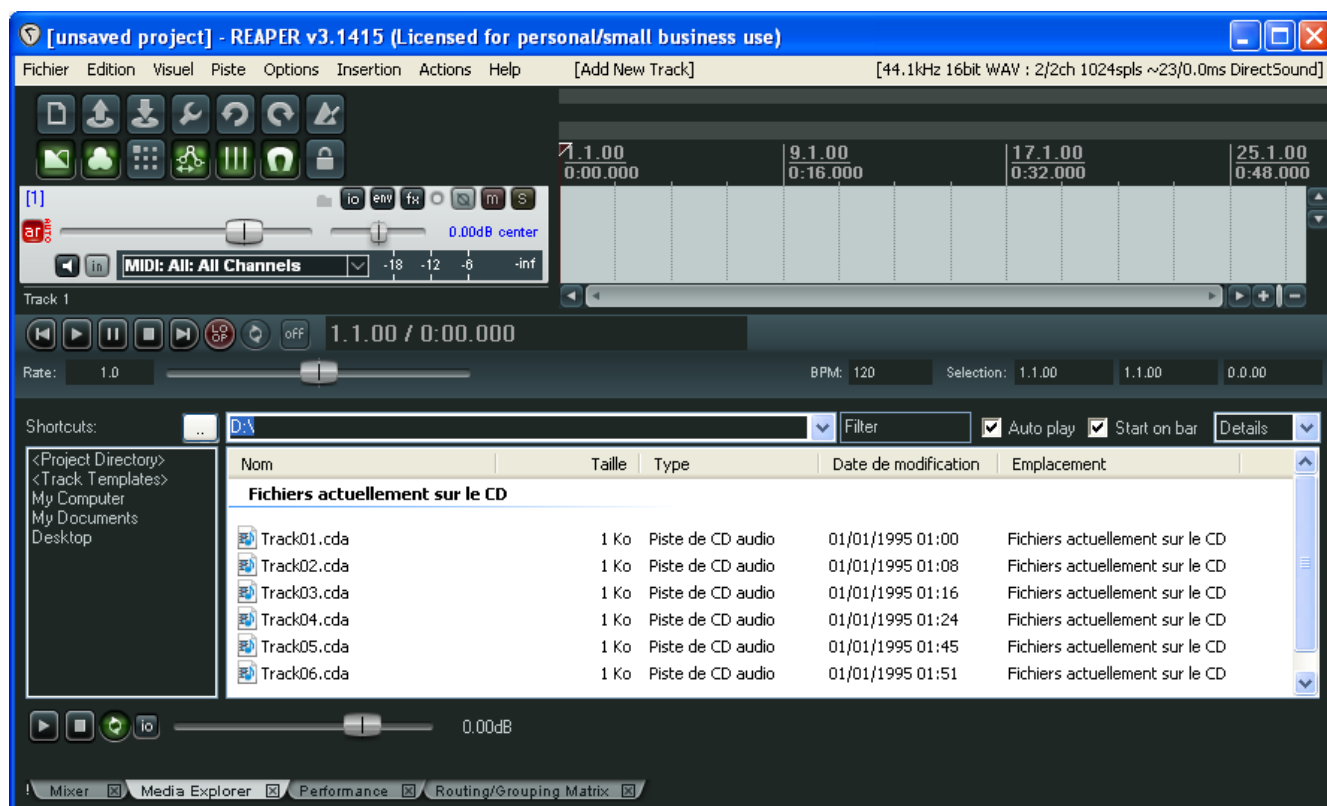 [unsaved project] - REAPER v3.1415 (Licensed for personal/small business use)
Fichier Edition Visuel Piste Options Insertion Actions Help [Add New Track] [44.1kHz 16bit WAV : 2/2ch 1024spls ~23/0.0ms DirectSound]
1.1.00 9.1.00 17.1.00 25.1.00
0:00.000 0:16.000 0:32.000 0:48.000
[1] io env fx m S
ar AUTO 0.00dB center
in MIDI: All: All Channels -18 -12 -6 -inf
Track 1
LOOP off 1.1.00 / 0:00.000
Rate: 1.0 BPM: 120 Selection: 1.1.00 1.1.00 0.0.00
Shortcuts: .. D:\ Filter Auto play Start on bar Details
<Project Directory>
<Track Templates>
My Computer
My Documents
Desktop
Nom Taille Type Date de modification Emplacement
Fichiers actuellement sur le CD
Track01.cda 1 Ko Piste de CD audio 01/01/1995 01:00 Fichiers actuellement sur le CD
Track02.cda 1 Ko Piste de CD audio 01/01/1995 01:08 Fichiers actuellement sur le CD
Track03.cda 1 Ko Piste de CD audio 01/01/1995 01:16 Fichiers actuellement sur le CD
Track04.cda 1 Ko Piste de CD audio 01/01/1995 01:24 Fichiers actuellement sur le CD
Track05.cda 1 Ko Piste de CD audio 01/01/1995 01:45 Fichiers actuellement sur le CD
Track06.cda 1 Ko Piste de CD audio 01/01/1995 01:51 Fichiers actuellement sur le CD
io 0.00dB
! Mixer Media Explorer Performance Routing/Grouping Matrix